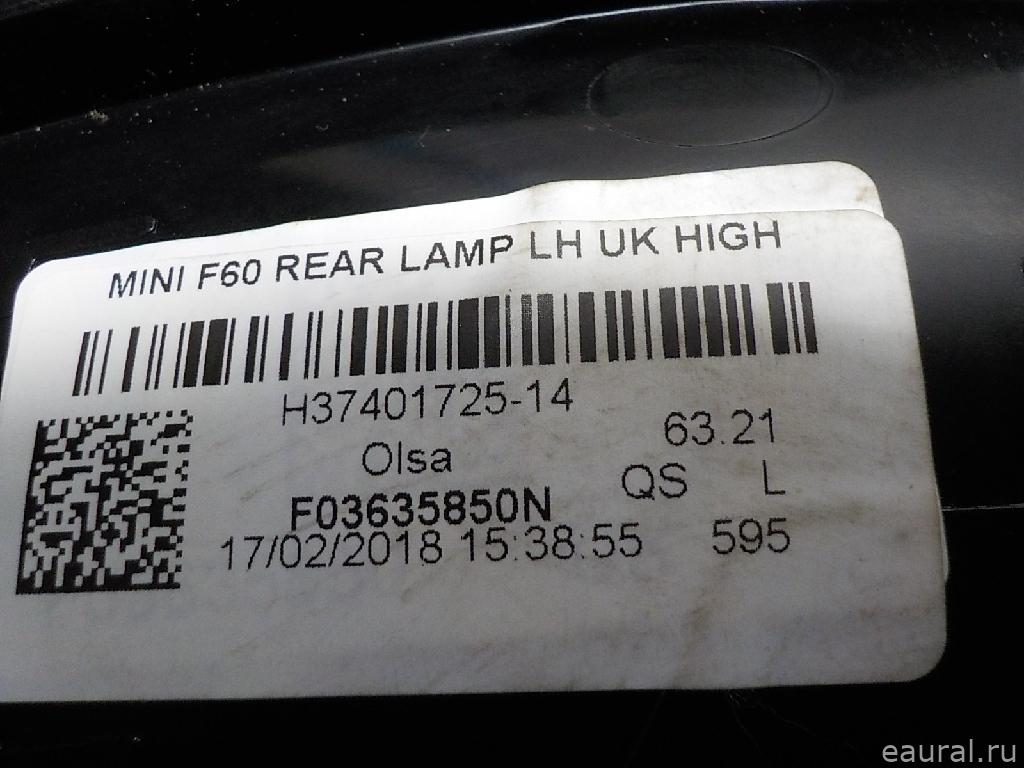 MINI F60 REAR LAMP LH UK HIGH
H37401725-14
Olsa 63.21
F03635850N QS L
17/02/2018 15:38:55 595
eaural.ru